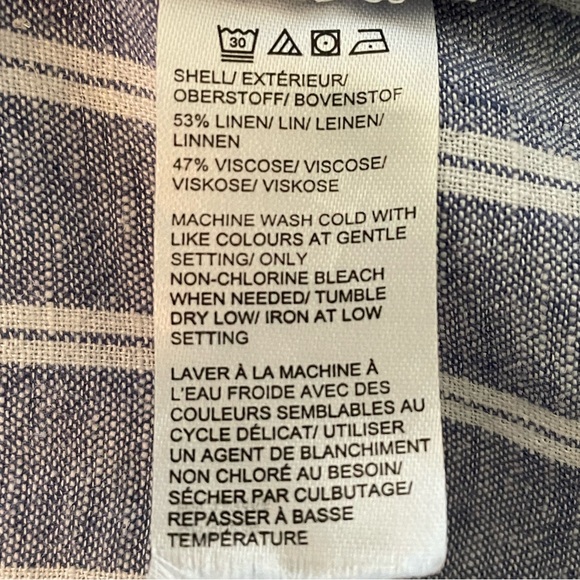 30
SHELL/ EXTÉRIEUR/
OBERSTOFF/ BOVENSTOF
53% LINEN/ LIN/ LEINEN/
LINNEN
47% VISCOSE/ VISCOSE/
VISKOSE/ VISKOSE
MACHINE WASH COLD WITH
LIKE COLOURS AT GENTLE
SETTING/ ONLY
NON-CHLORINE BLEACH
WHEN NEEDED/ TUMBLE
DRY LOW/ IRON AT LOW
SETTING
LAVER À LA MACHINE À
L'EAU FROIDE AVEC DES
COULEURS SEMBLABLES AU
CYCLE DÉLICAT/ UTILISER
UN AGENT DE BLANCHIMENT
NON CHLORÉ AU BESOIN/
SÉCHER PAR CULBUTAGE/
REPASSER À BASSE
TEMPÉRATURE